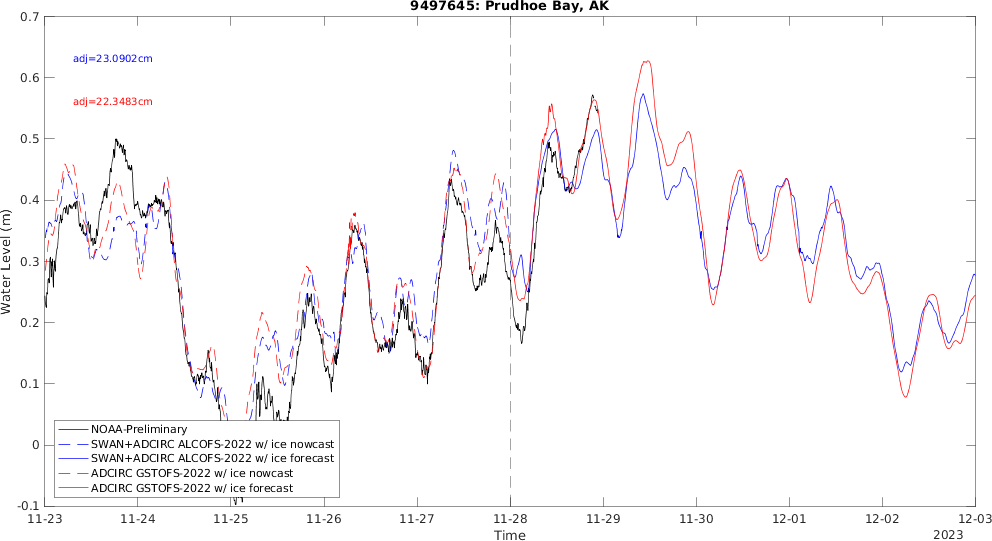 9497645: Prudhoe Bay, AK
0.7
0.6
0.5
0.4
0.3
0.2
0.1
0
-0.1
Water Level (m)
adj=23.0902cm
adj=22.3483cm
NOAA-Preliminary
SWAN+ADCIRC ALCOFS-2022 w/ ice nowcast
SWAN+ADCIRC ALCOFS-2022 w/ ice forecast
ADCIRC GSTOFS-2022 w/ ice nowcast
ADCIRC GSTOFS-2022 w/ ice forecast
11-23 11-24 11-25 11-26 11-27 11-28 11-29 11-30 12-01 12-02 12-03
Time
2023